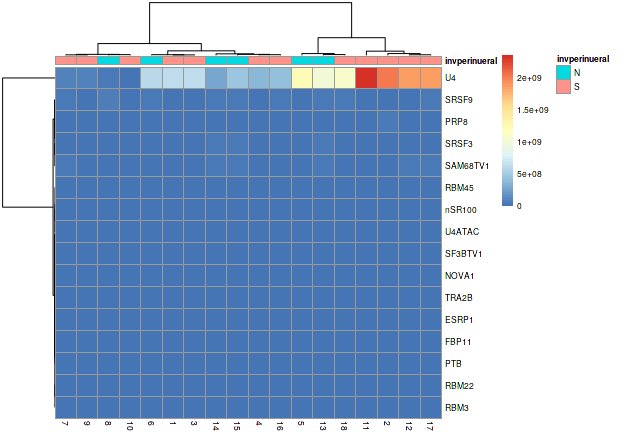 invperinueral
invperinueral
N
S
U4
SRSF9
PRP8
SRSF3
SAM68TV1
RBM45
nSR100
U4ATAC
SF3BTV1
NOVA1
TRA2B
ESRP1
FBP11
PTB
RBM22
RBM3
2e+09
1.5e+09
1e+09
5e+08
0
7 9 8 10 6 1 3 14 15 4 16 5 13 18 11 2 12 17